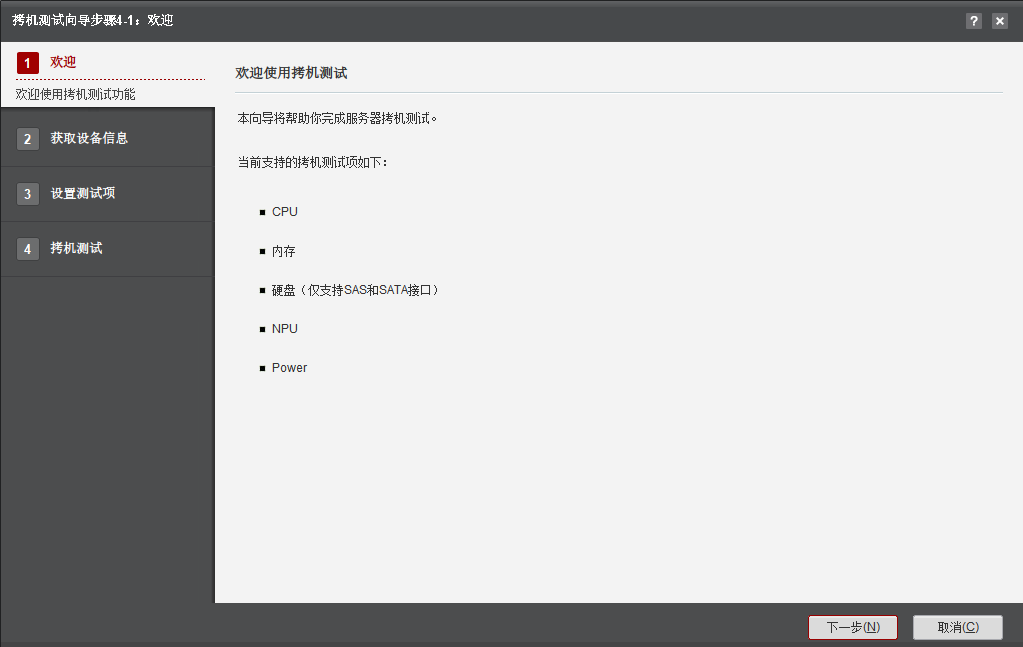 拷机测试向导步骤4-1：欢迎
?
1 欢迎
欢迎使用拷机测试功能
2 获取设备信息
3 设置测试项
4 拷机测试
欢迎使用拷机测试
本向导将帮助你完成服务器拷机测试。
当前支持的拷机测试项如下：
■ CPU
■ 内存
■ 硬盘（仅支持SAS和SATA接口）
■ NPU
■ Power
下一步(N)
取消(C)